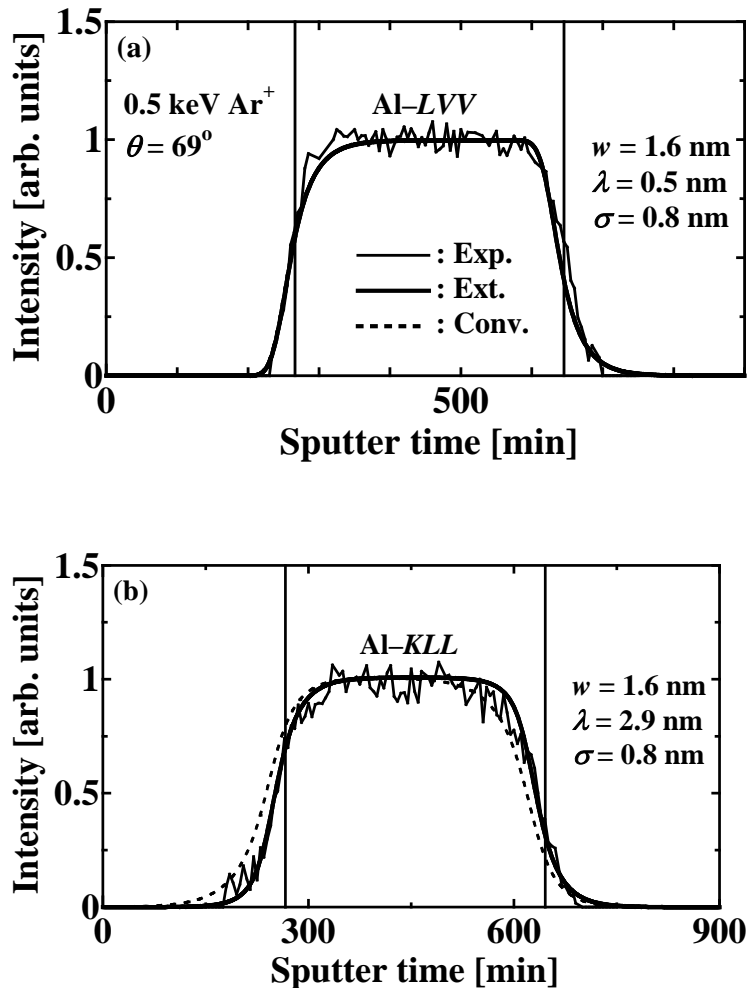 1.5
(a)
0.5 keV Ar+
θ = 69o
Al–LVV
w = 1.6 nm
λ = 0.5 nm
σ = 0.8 nm
1
0.5
: Exp.
: Ext.
: Conv.
0
0
500
Intensity [arb. units]
Sputter time [min]
1.5
(b)
Al–KLL
w = 1.6 nm
λ = 2.9 nm
σ = 0.8 nm
1
0.5
0
0
300
600
900
Intensity [arb. units]
Sputter time [min]